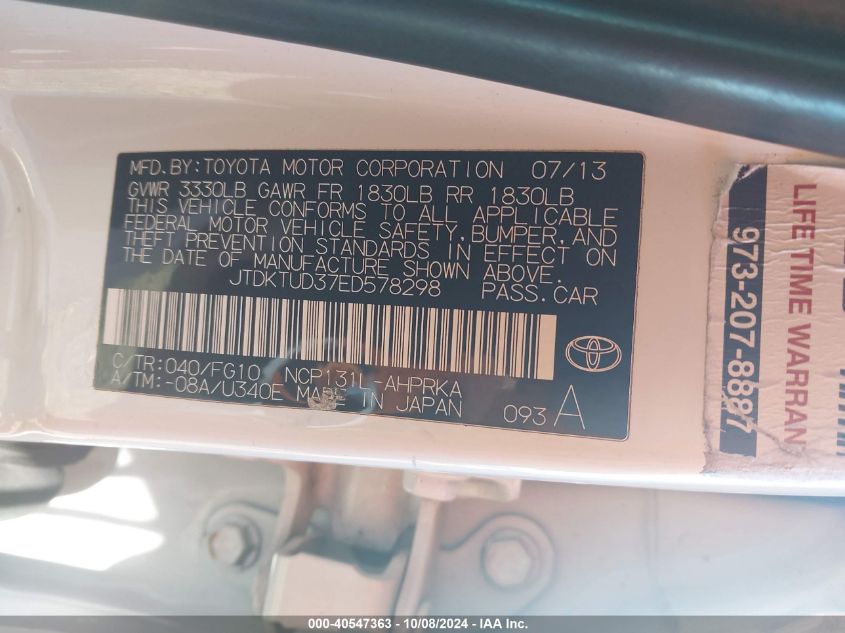 MFD.BY:TOYOTA MOTOR CORPORATION 07/13
GVWR 3330LB GAWR FR 1830LB RR 1830LB
THIS VEHICLE CONFORMS TO ALL APPLICABLE
FEDERAL MOTOR VEHICLE SAFETY,BUMPER,AND
THEFT PREVENTION STANDARDS IN EFFECT ON
THE DATE OF MANUFACTURE SHOWN ABOVE.
JTDKTUD37ED578298 PASS.CAR
C/TR:040/FG10 NCP131L-AHPRKA
A/TM:-08A/U340E MADE IN JAPAN
093 A
LIFE TIME WARRAN
973-207-8887
000-40547363 - 10/08/2024 - IAA Inc.